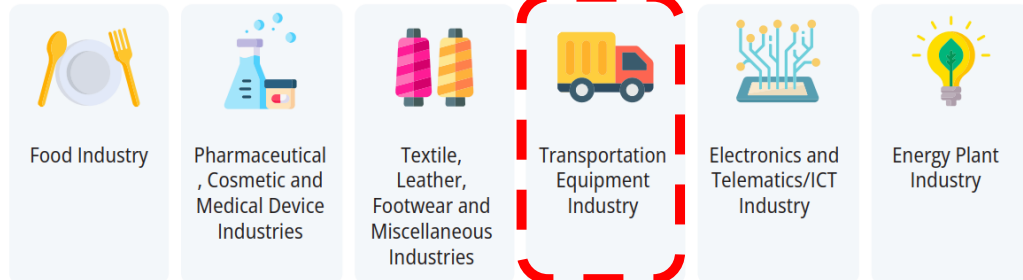 Food Industry
Pharmaceutical
, Cosmetic and
Medical Device
Industries
Textile,
Leather,
Footwear and
Miscellaneous
Industries
Transportation
Equipment
Industry
Electronics and
Telematics/ICT
Industry
Energy Plant
Industry